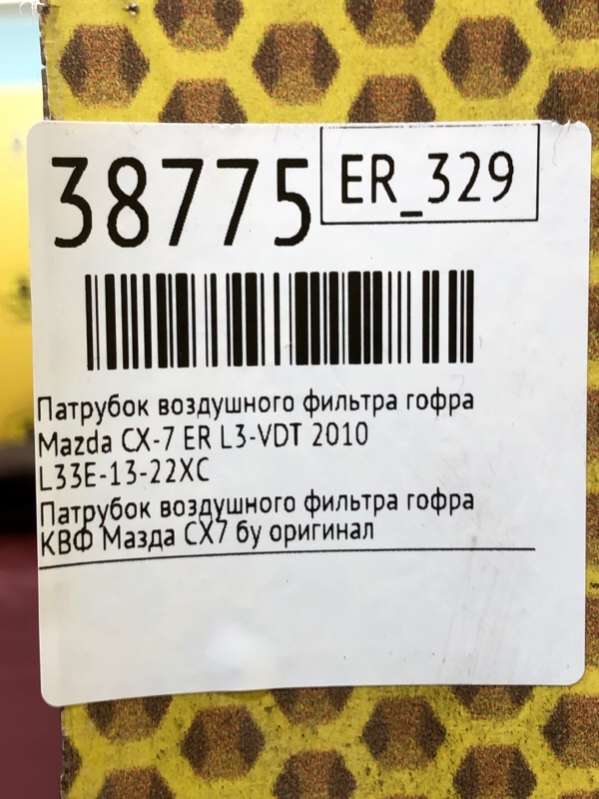 38775
ER_329
Патрубок воздушного фильтра гофра
Mazda CX-7 ER L3-VDT 2010
L33E-13-22XC
Патрубок воздушного фильтра гофра
КВФ Мазда СХ7 бу оригинал